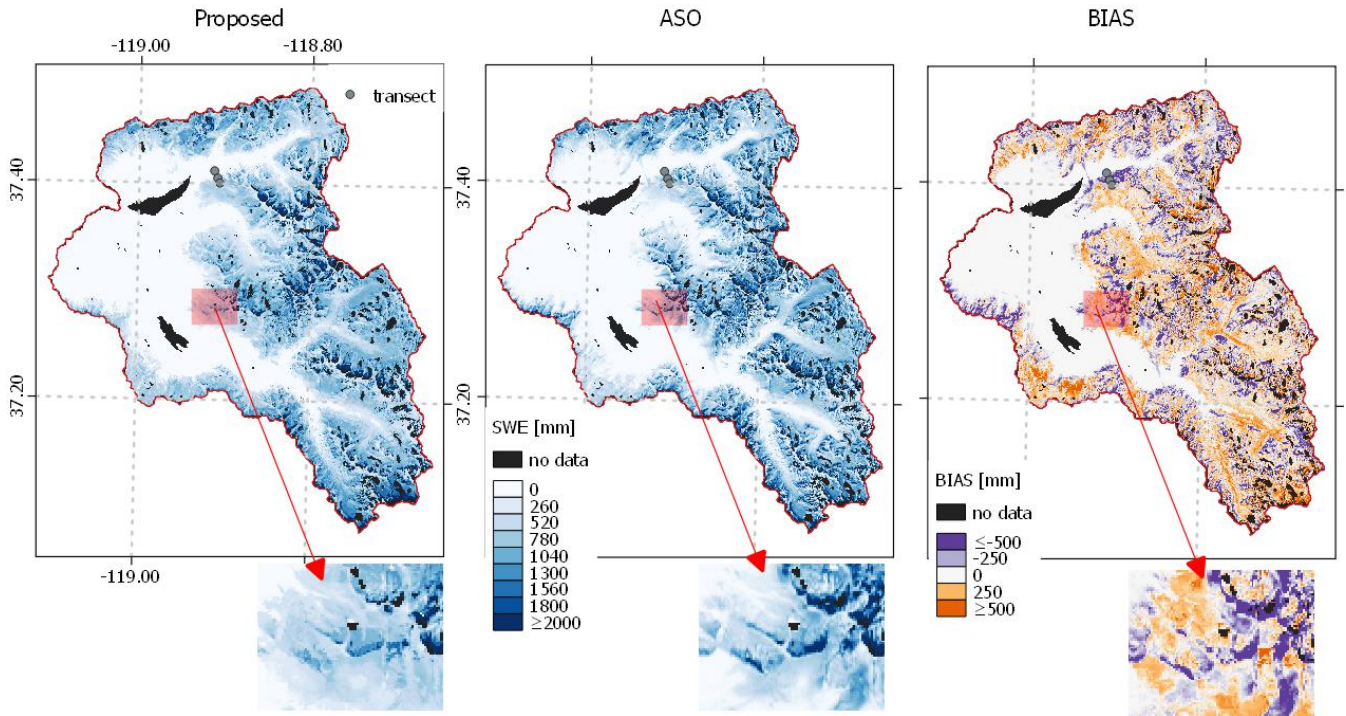 Proposed
ASO
BIAS
-119.00
-118.80
transect
37.40
37.20
37.40
37.20
SWE [mm]
no data
0
260
520
780
1040
1300
1560
1800
≥2000
BIAS [mm]
no data
≤-500
-250
0
250
≥500
-119.00